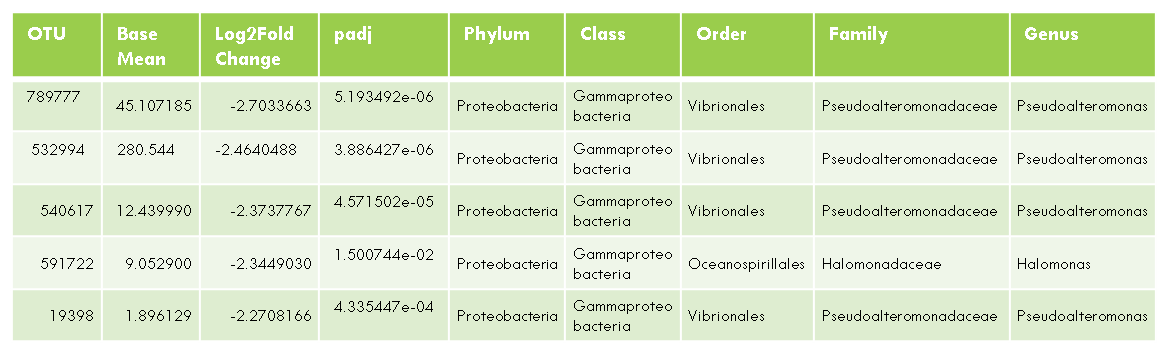 OTU Base Mean Log2Fold Change padj Phylum Class Order Family Genus
789777 45.107185 -2.7033663 5.193492e-06 Proteobacteria Gammaproteo bacteria Vibrionales Pseudoalteromonadaceae Pseudoalteromonas
532994 280.544 -2.4640488 3.886427e-06 Proteobacteria Gammaproteo bacteria Vibrionales Pseudoalteromonadaceae Pseudoalteromonas
540617 12.439990 -2.3737767 4.571502e-05 Proteobacteria Gammaproteo bacteria Vibrionales Pseudoalteromonadaceae Pseudoalteromonas
591722 9.052900 -2.3449030 1.500744e-02 Proteobacteria Gammaproteo bacteria Oceanospirillales Halomonadaceae Halomonas
19398 1.896129 -2.2708166 4.335447e-04 Proteobacteria Gammaproteo bacteria Vibrionales Pseudoalteromonadaceae Pseudoalteromonas